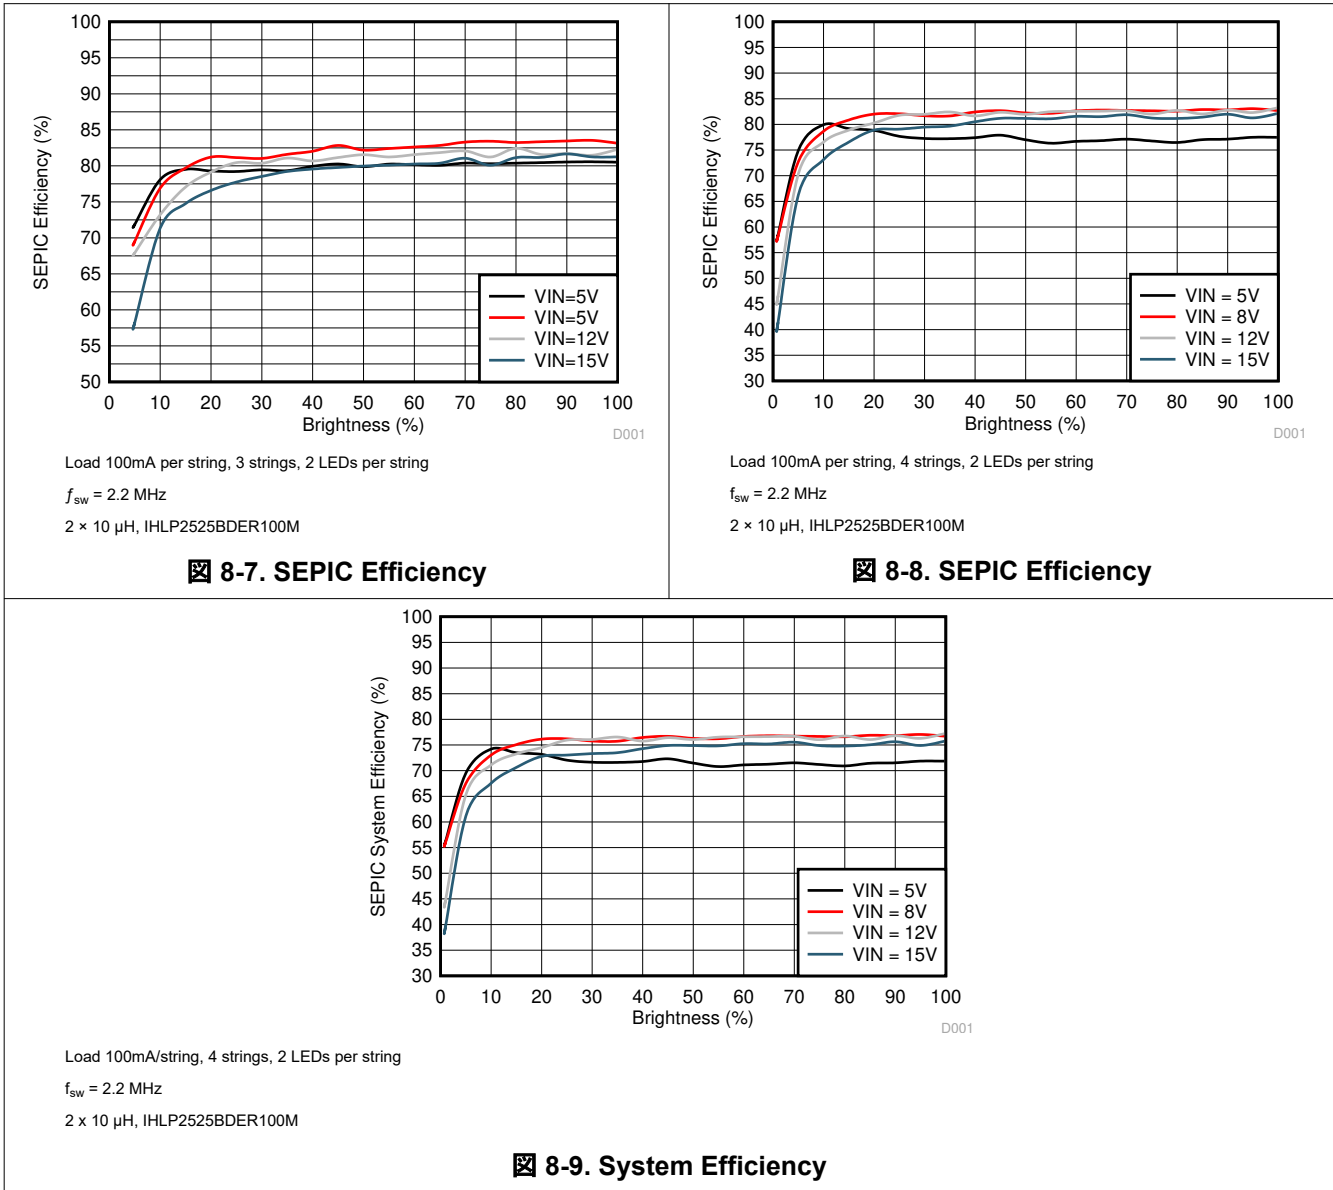 100
95
90
85
80
75
70
65
60
55
50
SEPIC Efficiency (%)
VIN=5V
VIN=5V
VIN=12V
VIN=15V
0 10 20 30 40 50 60 70 80 90 100
Brightness (%)
D001
Load 100mA per string, 3 strings, 2 LEDs per string
ƒsw = 2.2 MHz
2 × 10 µH, IHLP2525BDER100M
図 8-7. SEPIC Efficiency
100
95
90
85
80
75
70
65
60
55
50
45
40
35
30
SEPIC Efficiency (%)
VIN = 5V
VIN = 8V
VIN = 12V
VIN = 15V
0 10 20 30 40 50 60 70 80 90 100
Brightness (%)
D001
Load 100mA per string, 4 strings, 2 LEDs per string
fsw = 2.2 MHz
2 × 10 µH, IHLP2525BDER100M
図 8-8. SEPIC Efficiency
100
95
90
85
80
75
70
65
60
55
50
45
40
35
30
SEPIC System Efficiency (%)
VIN = 5V
VIN = 8V
VIN = 12V
VIN = 15V
0 10 20 30 40 50 60 70 80 90 100
Brightness (%)
D001
Load 100mA/string, 4 strings, 2 LEDs per string
fsw = 2.2 MHz
2 x 10 µH, IHLP2525BDER100M
図 8-9. System Efficiency